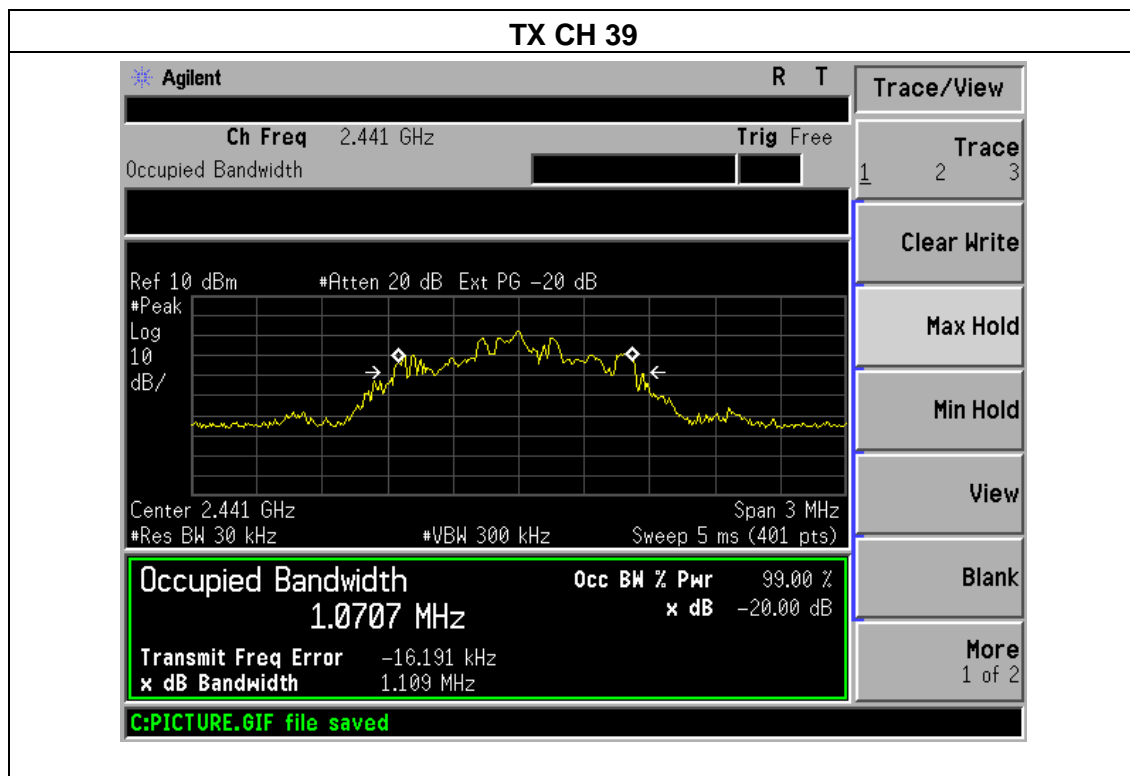 TX CH 39
Agilent R T
Trace/View
Ch Freq 2.441 GHz Trig Free
Occupied Bandwidth
Trace
1 2 3
Clear Write
Ref 10 dBm #Atten 20 dB Ext PG −20 dB
#Peak
Log
10
dB/
Max Hold
Min Hold
View
Center 2.441 GHz Span 3 MHz
#Res BW 30 kHz #VBW 300 kHz Sweep 5 ms (401 pts)
Occupied Bandwidth Occ BW % Pwr 99.00 %
1.0707 MHz x dB −20.00 dB
Blank
Transmit Freq Error −16.191 kHz
x dB Bandwidth 1.109 MHz
More
1 of 2
C:PICTURE.GIF file saved